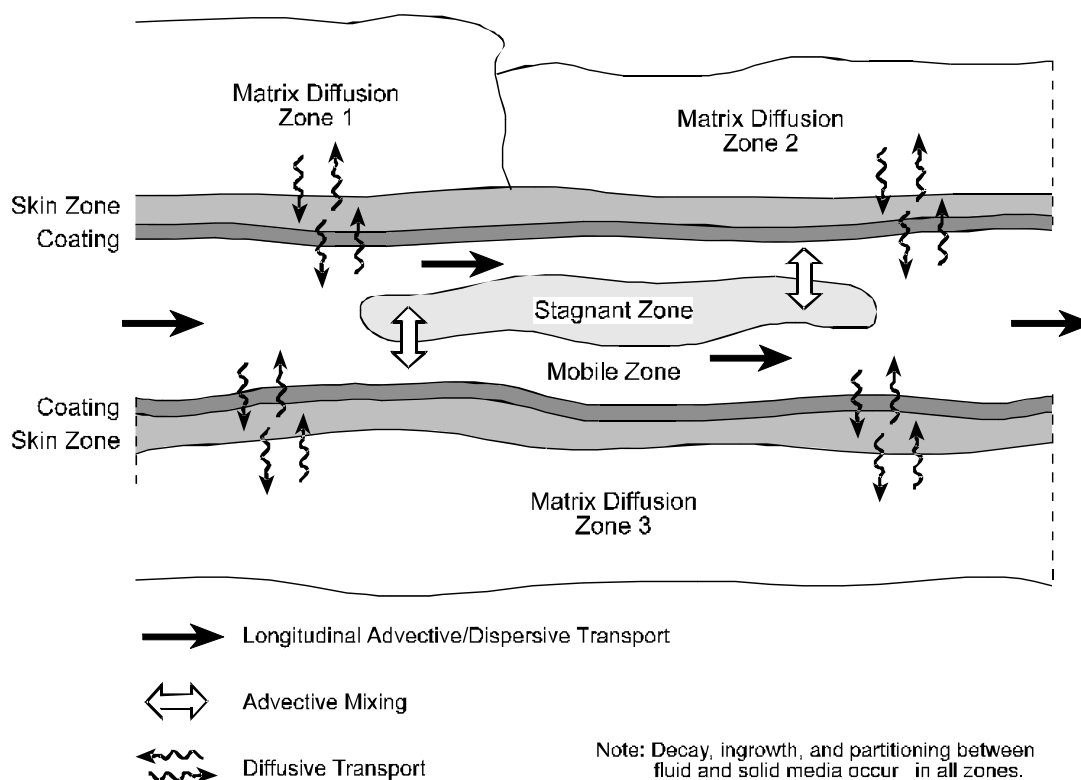 Matrix Diffusion
Zone 1
Matrix Diffusion
Zone 2
Skin Zone
Coating
Stagnant Zone
Mobile Zone
Coating
Skin Zone
Matrix Diffusion
Zone 3
Longitudinal Advective/Dispersive Transport
Advective Mixing
Diffusive Transport
Note: Decay, ingrowth, and partitioning between
fluid and solid media occur in all zones.